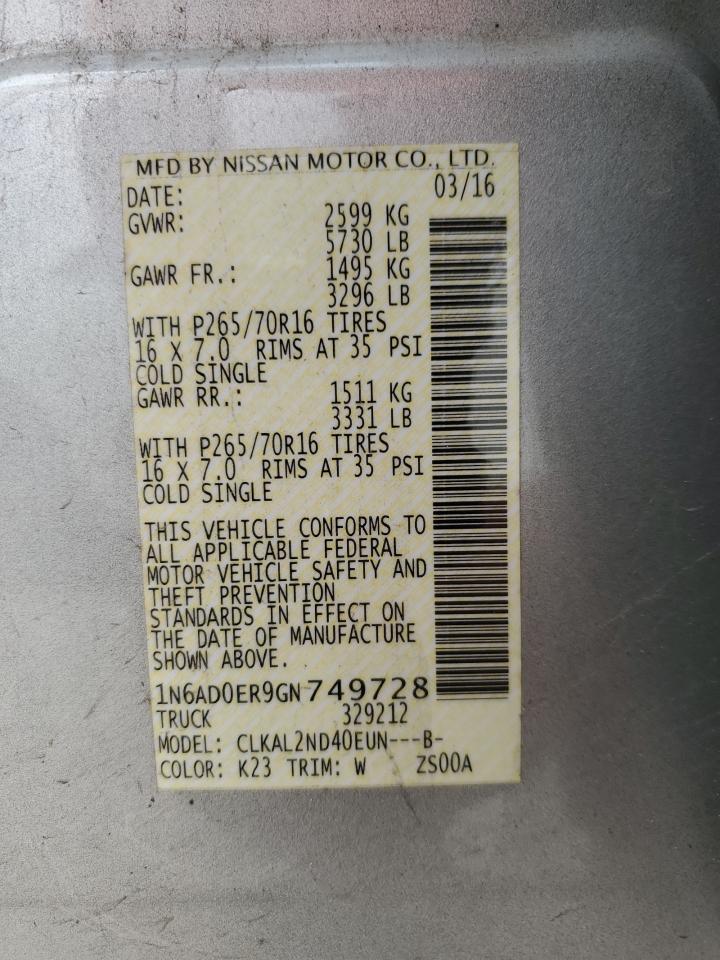 MFD BY NISSAN MOTOR CO., LTD.
DATE: 03/16
GVWR: 2599 KG
5730 LB
GAWR FR.: 1495 KG
3296 LB
WITH P265/70R16 TIRES
16 X 7.0 RIMS AT 35 PSI
COLD SINGLE
GAWR RR.: 1511 KG
3331 LB
WITH P265/70R16 TIRES
16 X 7.0 RIMS AT 35 PSI
COLD SINGLE
THIS VEHICLE CONFORMS TO
ALL APPLICABLE FEDERAL
MOTOR VEHICLE SAFETY AND
THEFT PREVENTION
STANDARDS IN EFFECT ON
THE DATE OF MANUFACTURE
SHOWN ABOVE.
1N6AD0ER9GN749728
TRUCK 329212
MODEL: CLKAL2ND40EUN---B-
COLOR: K23 TRIM: W ZS00A